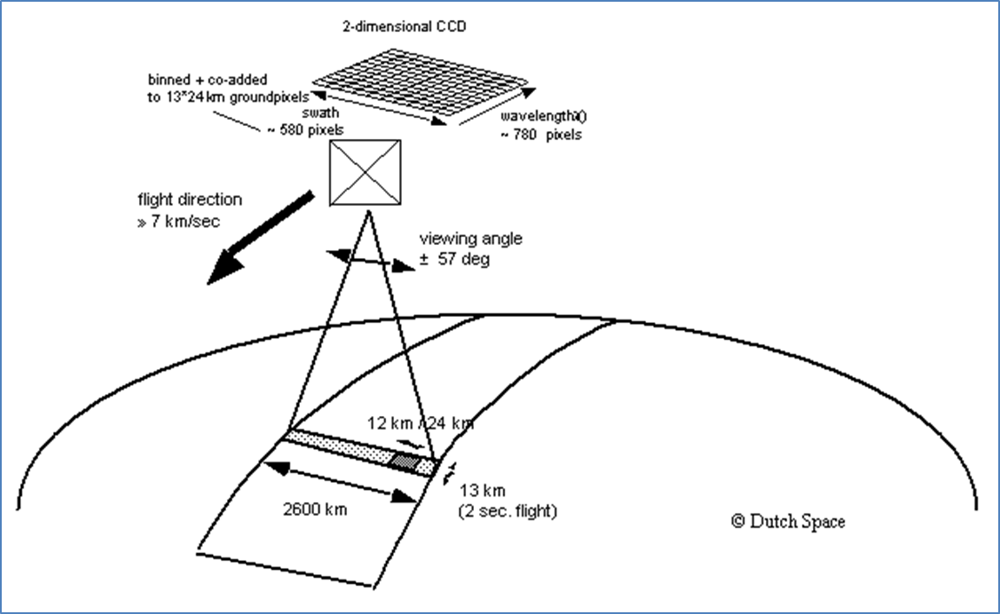 2-dimensional CCD
binned + co-added
to 13*24 km groundpixels
swath
~ 580 pixels
wavelengthλ()
~ 780 pixels
flight direction
» 7 km/sec
viewing angle
± 57 deg
12 km / 24 km
13 km
(2 sec. flight)
2600 km
© Dutch Space